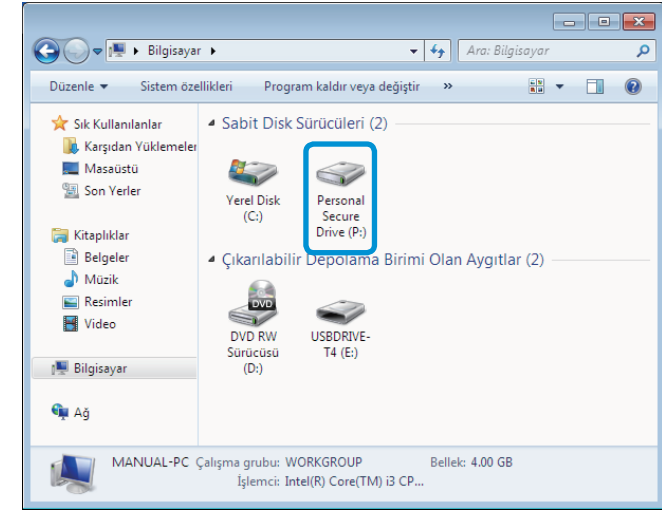 Bilgisayar
Ara: Bilgisayar
Düzenle Sistem özellikleri Program kaldır veya değiştir »
Sık Kullanılanlar
Karşıdan Yüklemeler
Masaüstü
Son Yerler
Kitaplıklar
Belgeler
Müzik
Resimler
Video
Bilgisayar
Ağ
Sabit Disk Sürücüleri (2)
Yerel Disk
(C:)
Personal
Secure
Drive (P:)
Çıkarılabilir Depolama Birimi Olan Aygıtlar (2)
DVD
DVD
DVD RW
Sürücüsü
(D:)
USBDRIVE-
T4 (E:)
MANUAL-PC Çalışma grubu: WORKGROUP Bellek: 4.00 GB
İşlemci: Intel(R) Core(TM) i3 CP...